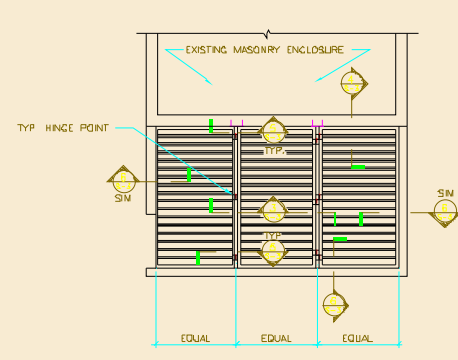 EXISTING MASONRY ENCLOSURE
TYP HINGE POINT
TYP.
SIM
SIM
TYP
EQUAL
EQUAL
EQUAL